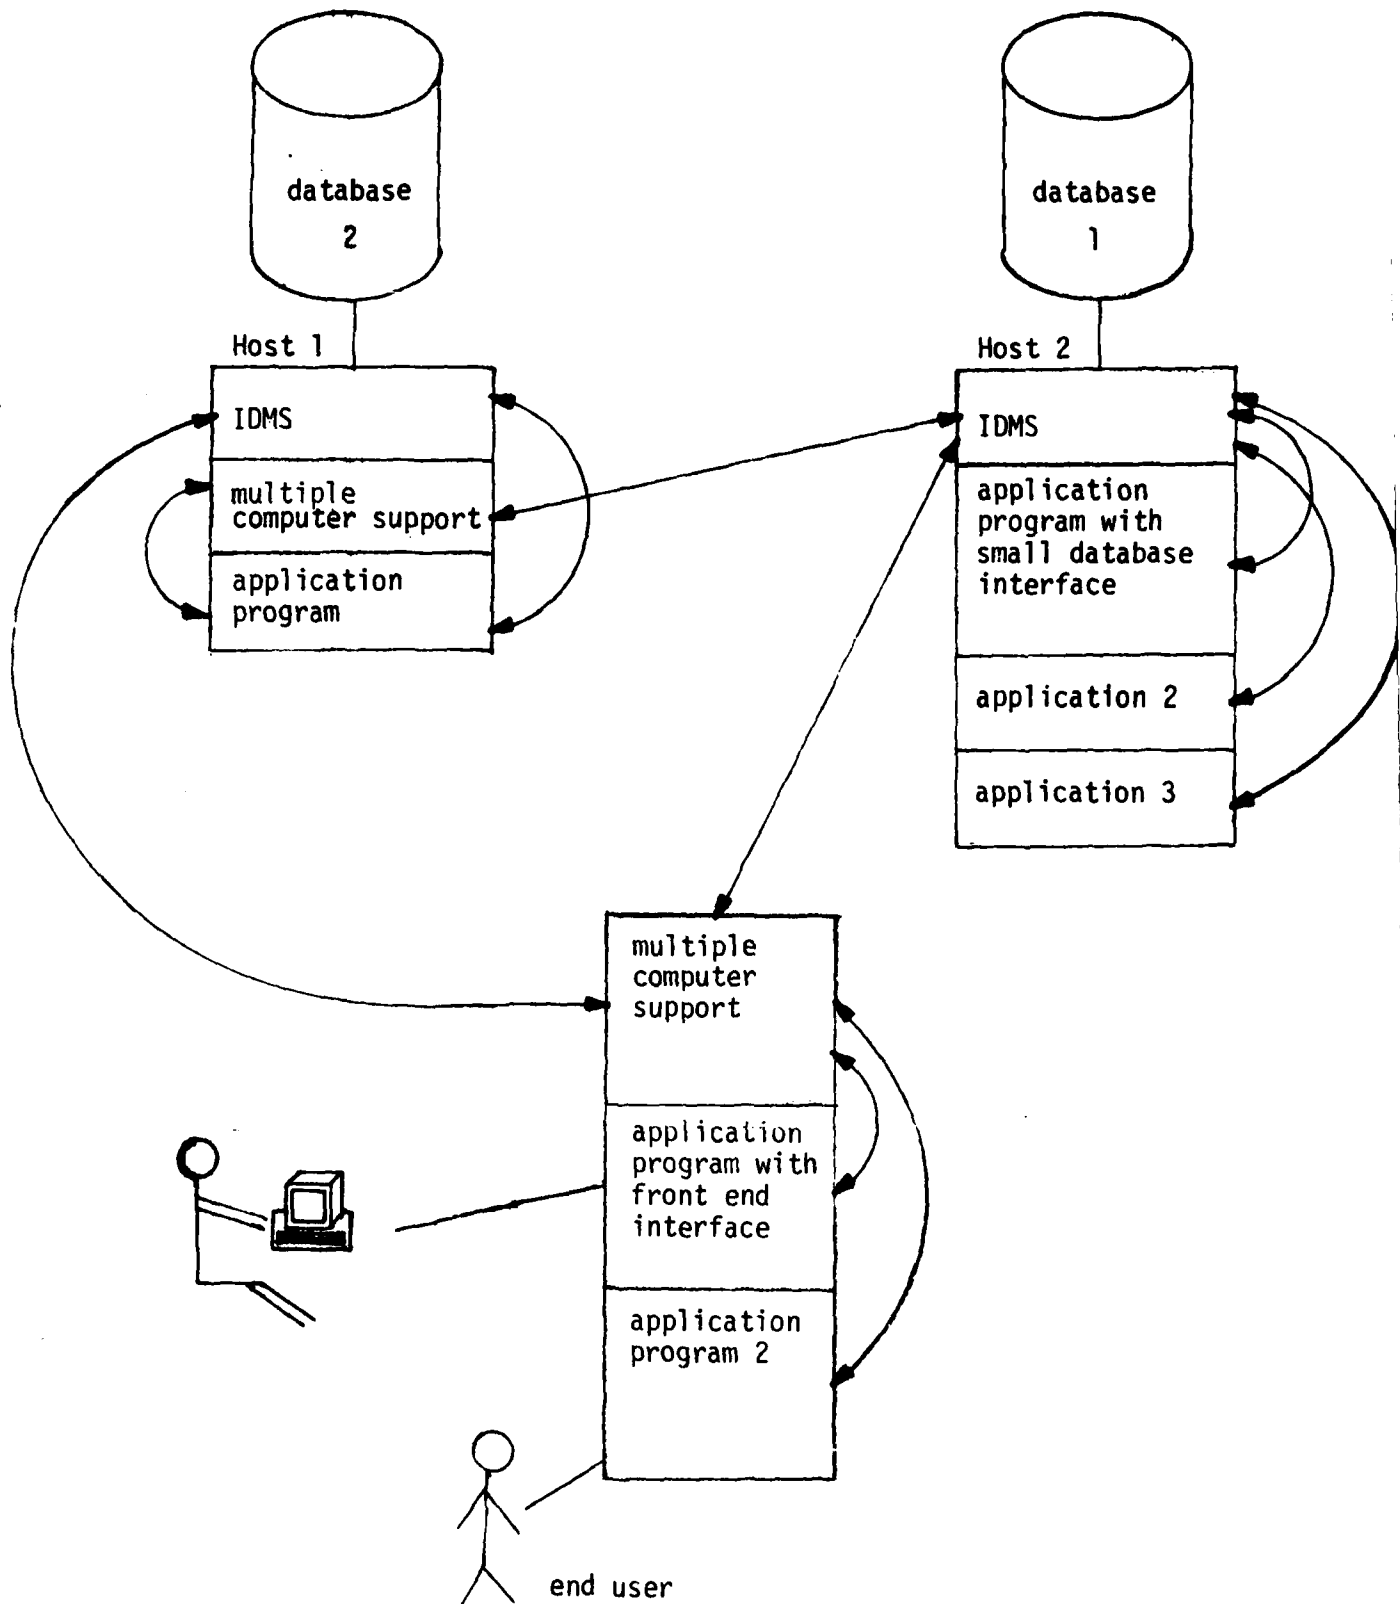 database
2
database
1
Host 1
IDMS
multiple
computer support
application
program
Host 2
IDMS
application
program with
small database
interface
application 2
application 3
multiple
computer
support
application
program with
front end
interface
application
program 2
end user